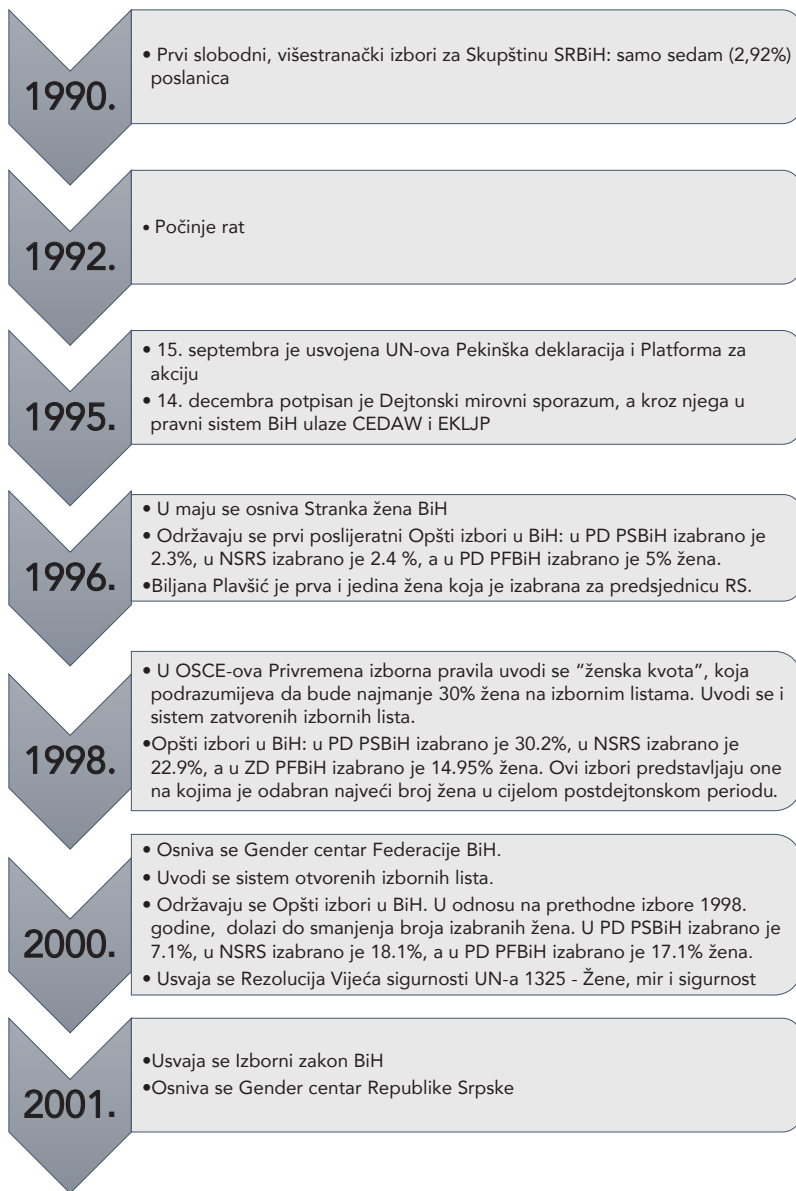 1990.
• Prvi slobodni, višestranački izbori za Skupštinu SRBiH: samo sedam (2,92%)
poslanica
1992.
• Počinje rat
1995.
• 15. septembra je usvojena UN-ova Pekinška deklaracija i Platforma za
akciju
• 14. decembra potpisan je Dejtonski mirovni sporazum, a kroz njega u
pravni sistem BiH ulaze CEDAW i EKLJP
1996.
• U maju se osniva Stranka žena BiH
• Održavaju se prvi poslijeratni Opšti izbori u BiH: u PD PSBiH izabrano je
2.3%, u NSRS izabrano je 2.4 %, a u PD PFBiH izabrano je 5% žena.
•Biljana Plavšić je prva i jedina žena koja je izabrana za predsjednicu RS.
1998.
• U OSCE-ova Privremena izborna pravila uvodi se “ženska kvota”, koja
podrazumijeva da bude najmanje 30% žena na izbornim listama. Uvodi se i
sistem zatvorenih izbornih lista.
•Opšti izbori u BiH: u PD PSBiH izabrano je 30.2%, u NSRS izabrano je
22.9%, a u ZD PFBiH izabrano je 14.95% žena. Ovi izbori predstavljaju one
na kojima je odabran najveći broj žena u cijelom postdejtonskom periodu.
2000.
• Osniva se Gender centar Federacije BiH.
• Uvodi se sistem otvorenih izbornih lista.
• Održavaju se Opšti izbori u BiH. U odnosu na prethodne izbore 1998.
godine, dolazi do smanjenja broja izabranih žena. U PD PSBiH izabrano je
7.1%, u NSRS izabrano je 18.1%, a u PD PFBiH izabrano je 17.1% žena.
• Usvaja se Rezolucija Vijeća sigurnosti UN-a 1325 - Žene, mir i sigurnost
2001.
•Usvaja se Izborni zakon BiH
•Osniva se Gender centar Republike Srpske